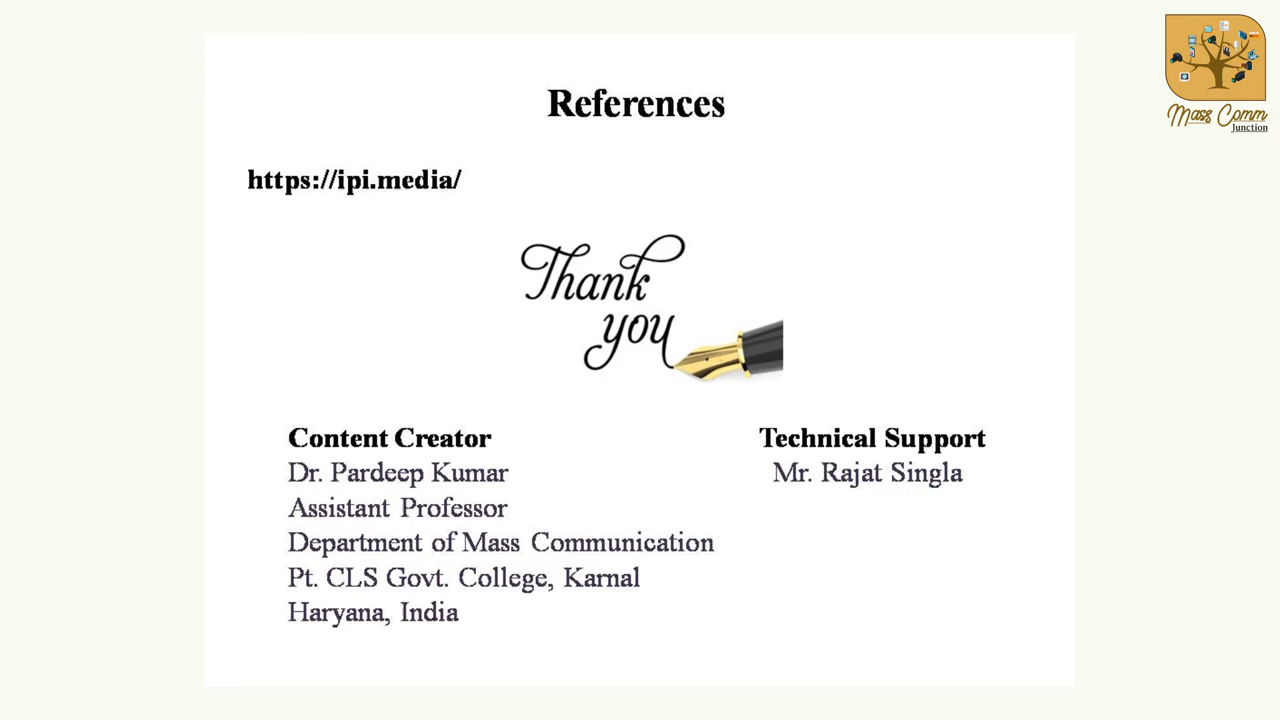 References
https://ipi.media/
Thank
you
Content Creator
Dr. Pardeep Kumar
Assistant Professor
Department of Mass Communication
Pt. CLS Govt. College, Karnal
Haryana, India
Technical Support
Mr. Rajat Singla
Mass Comm
Junction